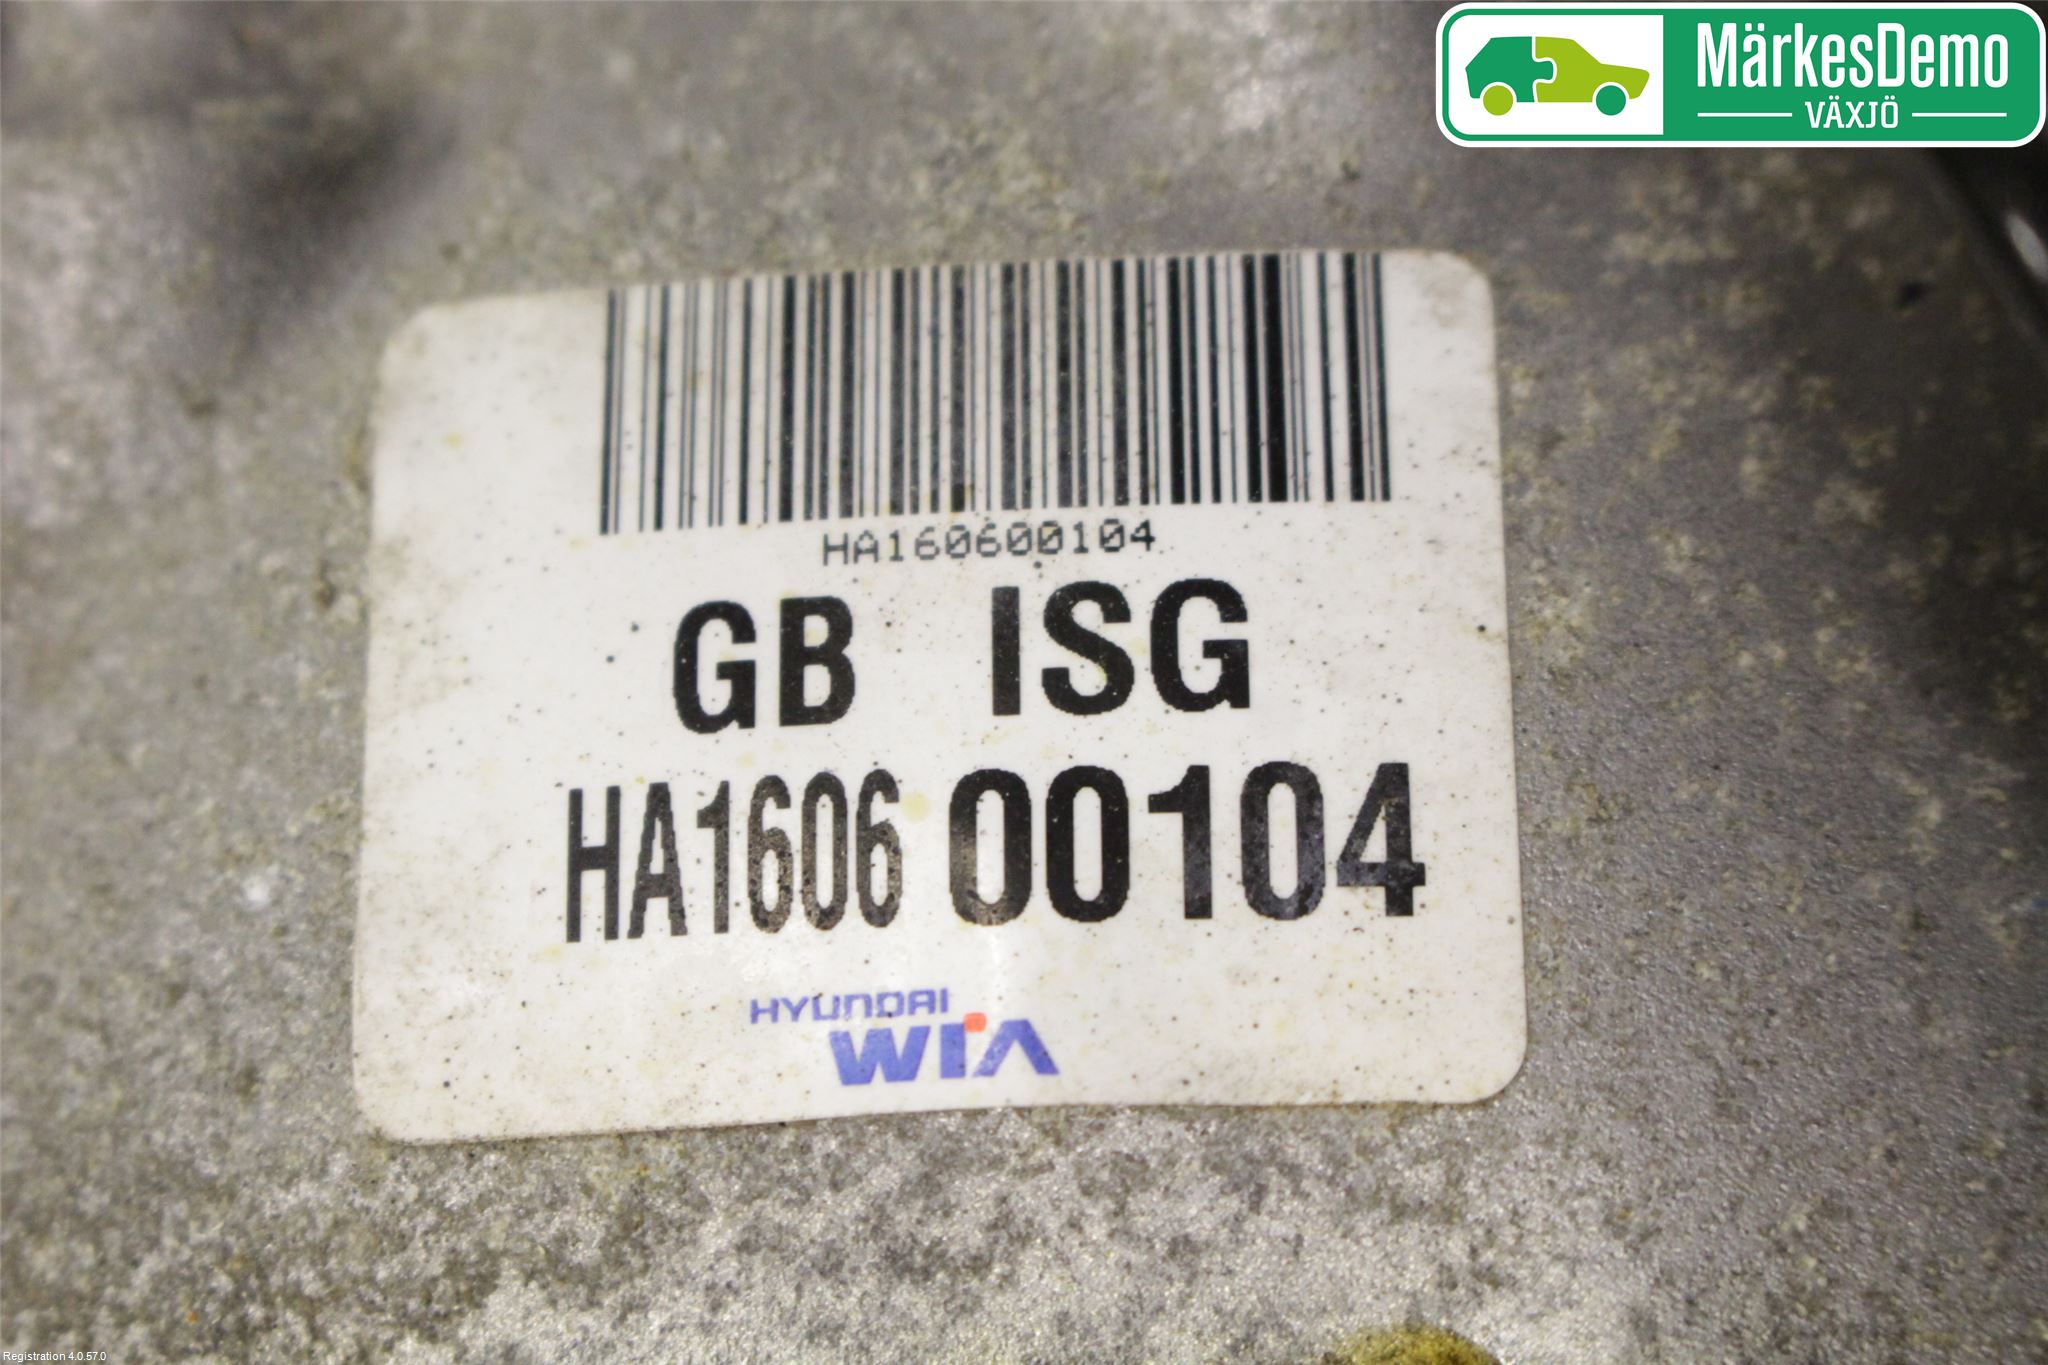 MärkesDemo
VÄXJÖ
HA160600104
GB ISG
HA1606 00104
HYUNDAI
WIA
Registration 4.0.57.0